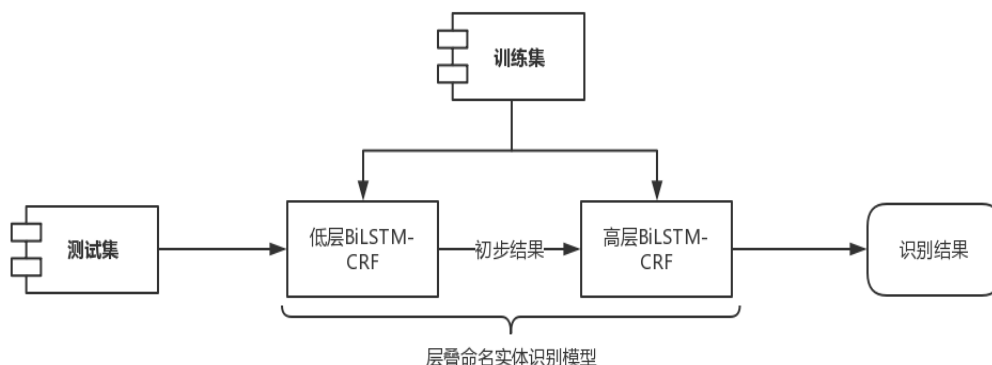 训练集
测试集
低层BiLSTM-
CRF
初步结果
高层BiLSTM-
CRF
识别结果
层叠命名实体识别模型